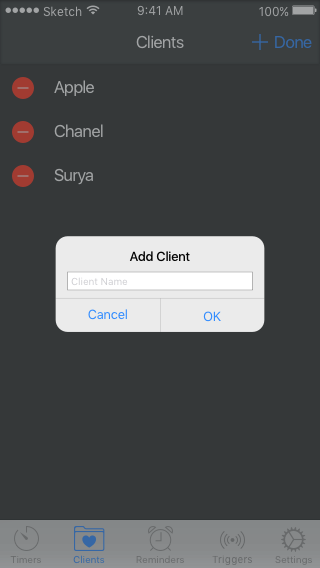 Sketch 9:41 AM 100%
Clients + Done
Apple
Chanel
Surya
Add Client
Client Name
Cancel OK
Timers Clients Reminders Triggers Settings